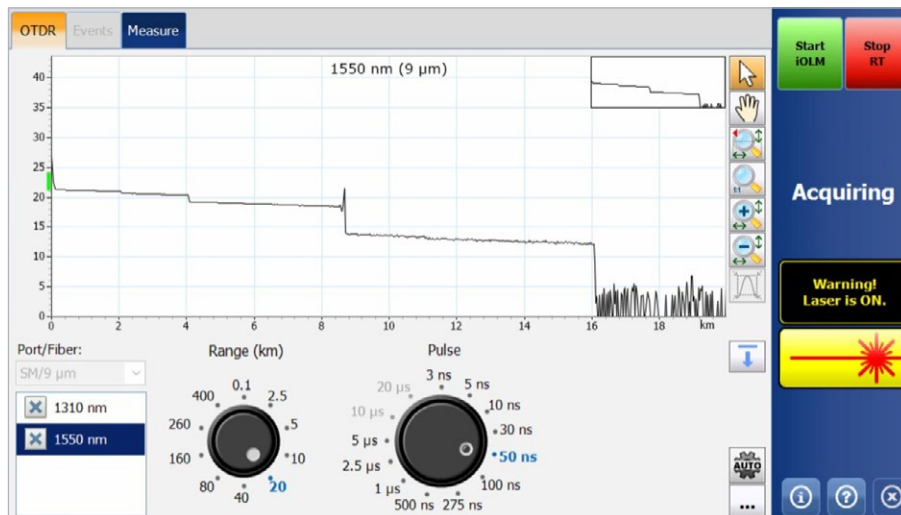 OTDR Events Measure
1550 nm (9 µm)
40
35
30
25
20
15
10
5
0
0 2 4 6 8 10 12 14 16 18 km
Port/Fiber:
SM/9 µm
1310 nm
1550 nm
Range (km)
0.1
400 2.5
260 5
160 10
80 20
40
Pulse
3 ns
20 µs 5 ns
10 µs 10 ns
5 µs 30 ns
2.5 µs 50 ns
1 µs 100 ns
500 ns 275 ns
1:1
AUTO
...
Start
iOLM
Stop
RT
Acquiring
Warning!
Laser is ON.